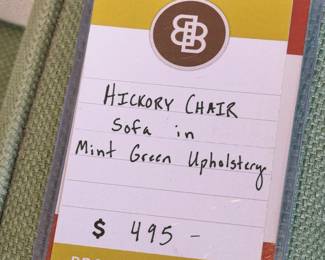 HICKORY CHAIR
Sofa in
Mint Green Upholstery
$ 495 -